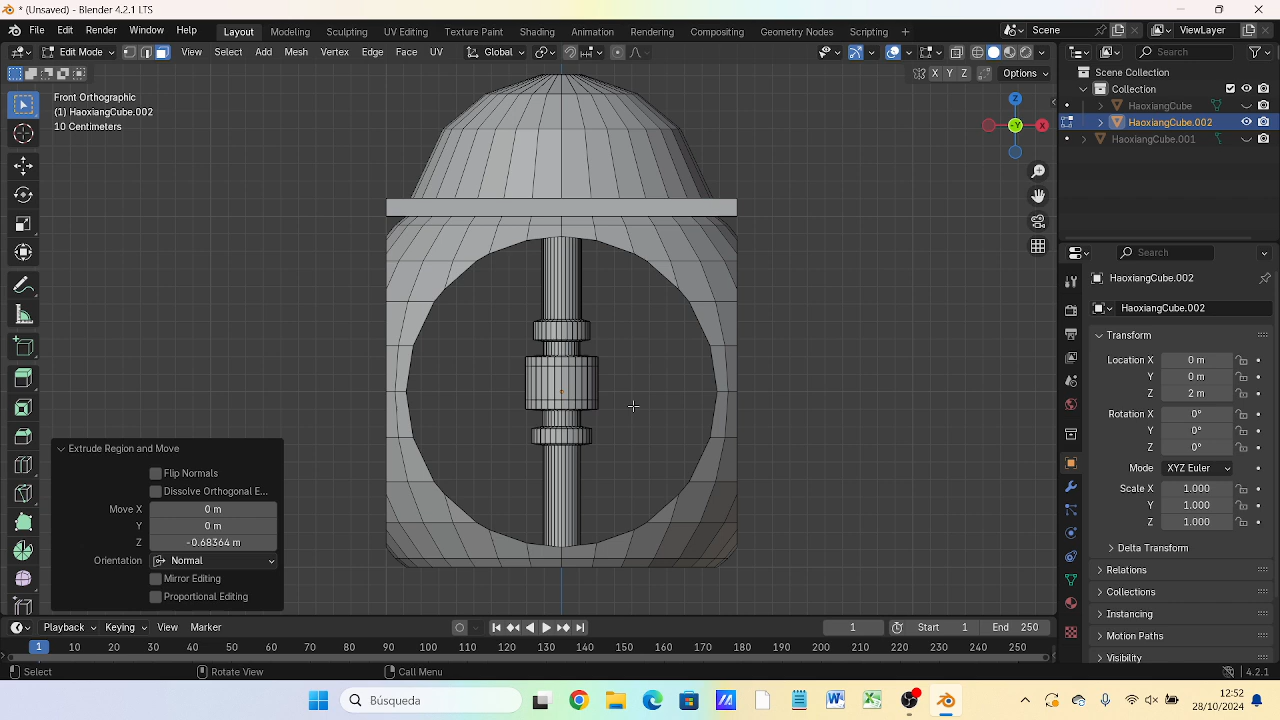 * (Unsaved) - Blender 4.2.1 LTS
File Edit Render Window Help Layout Modeling Sculpting UV Editing Texture Paint Shading Animation Rendering Compositing Geometry Nodes Scripting Scene ViewLayer
Edit Mode View Select Add Mesh Vertex Edge Face UV Global Search
X Y Z Options
Front Orthographic
(1) HaoxiangCube.002
10 Centimeters
Z
X
-Y
Scene Collection
Collection
HaoxiangCube
HaoxiangCube.002
HaoxiangCube.001
Search
HaoxiangCube.002
HaoxiangCube.002
Transform
Location X 0 m
Y 0 m
Z 2 m
Rotation X 0°
Y 0°
Z 0°
Mode XYZ Euler
Scale X 1.000
Y 1.000
Z 1.000
Delta Transform
Relations
Collections
Instancing
Motion Paths
Visibility
Extrude Region and Move
Flip Normals
Dissolve Orthogonal E...
Move X 0 m
Y 0 m
Z -0.68364 m
Orientation Normal
Mirror Editing
Proportional Editing
Playback Keying View Marker 1 Start 1 End 250
1 10 20 30 40 50 60 70 80 90 100 110 120 130 140 150 160 170 180 190 200 210 220 230 240 250
Select Rotate View Call Menu 4.2.1
Búsqueda
12:52
28/10/2024